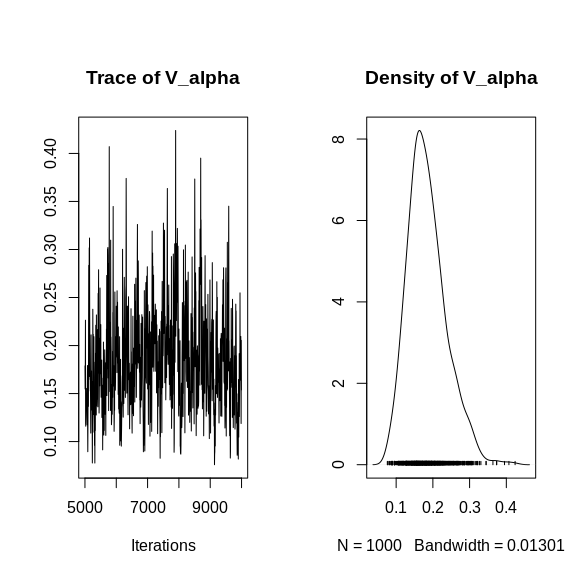 Trace of V_alpha
0.10 0.15 0.20 0.25 0.30 0.35 0.40
5000 7000 9000
Iterations
Density of V_alpha
0 2 4 6 8
0.1 0.2 0.3 0.4
N = 1000 Bandwidth = 0.01301